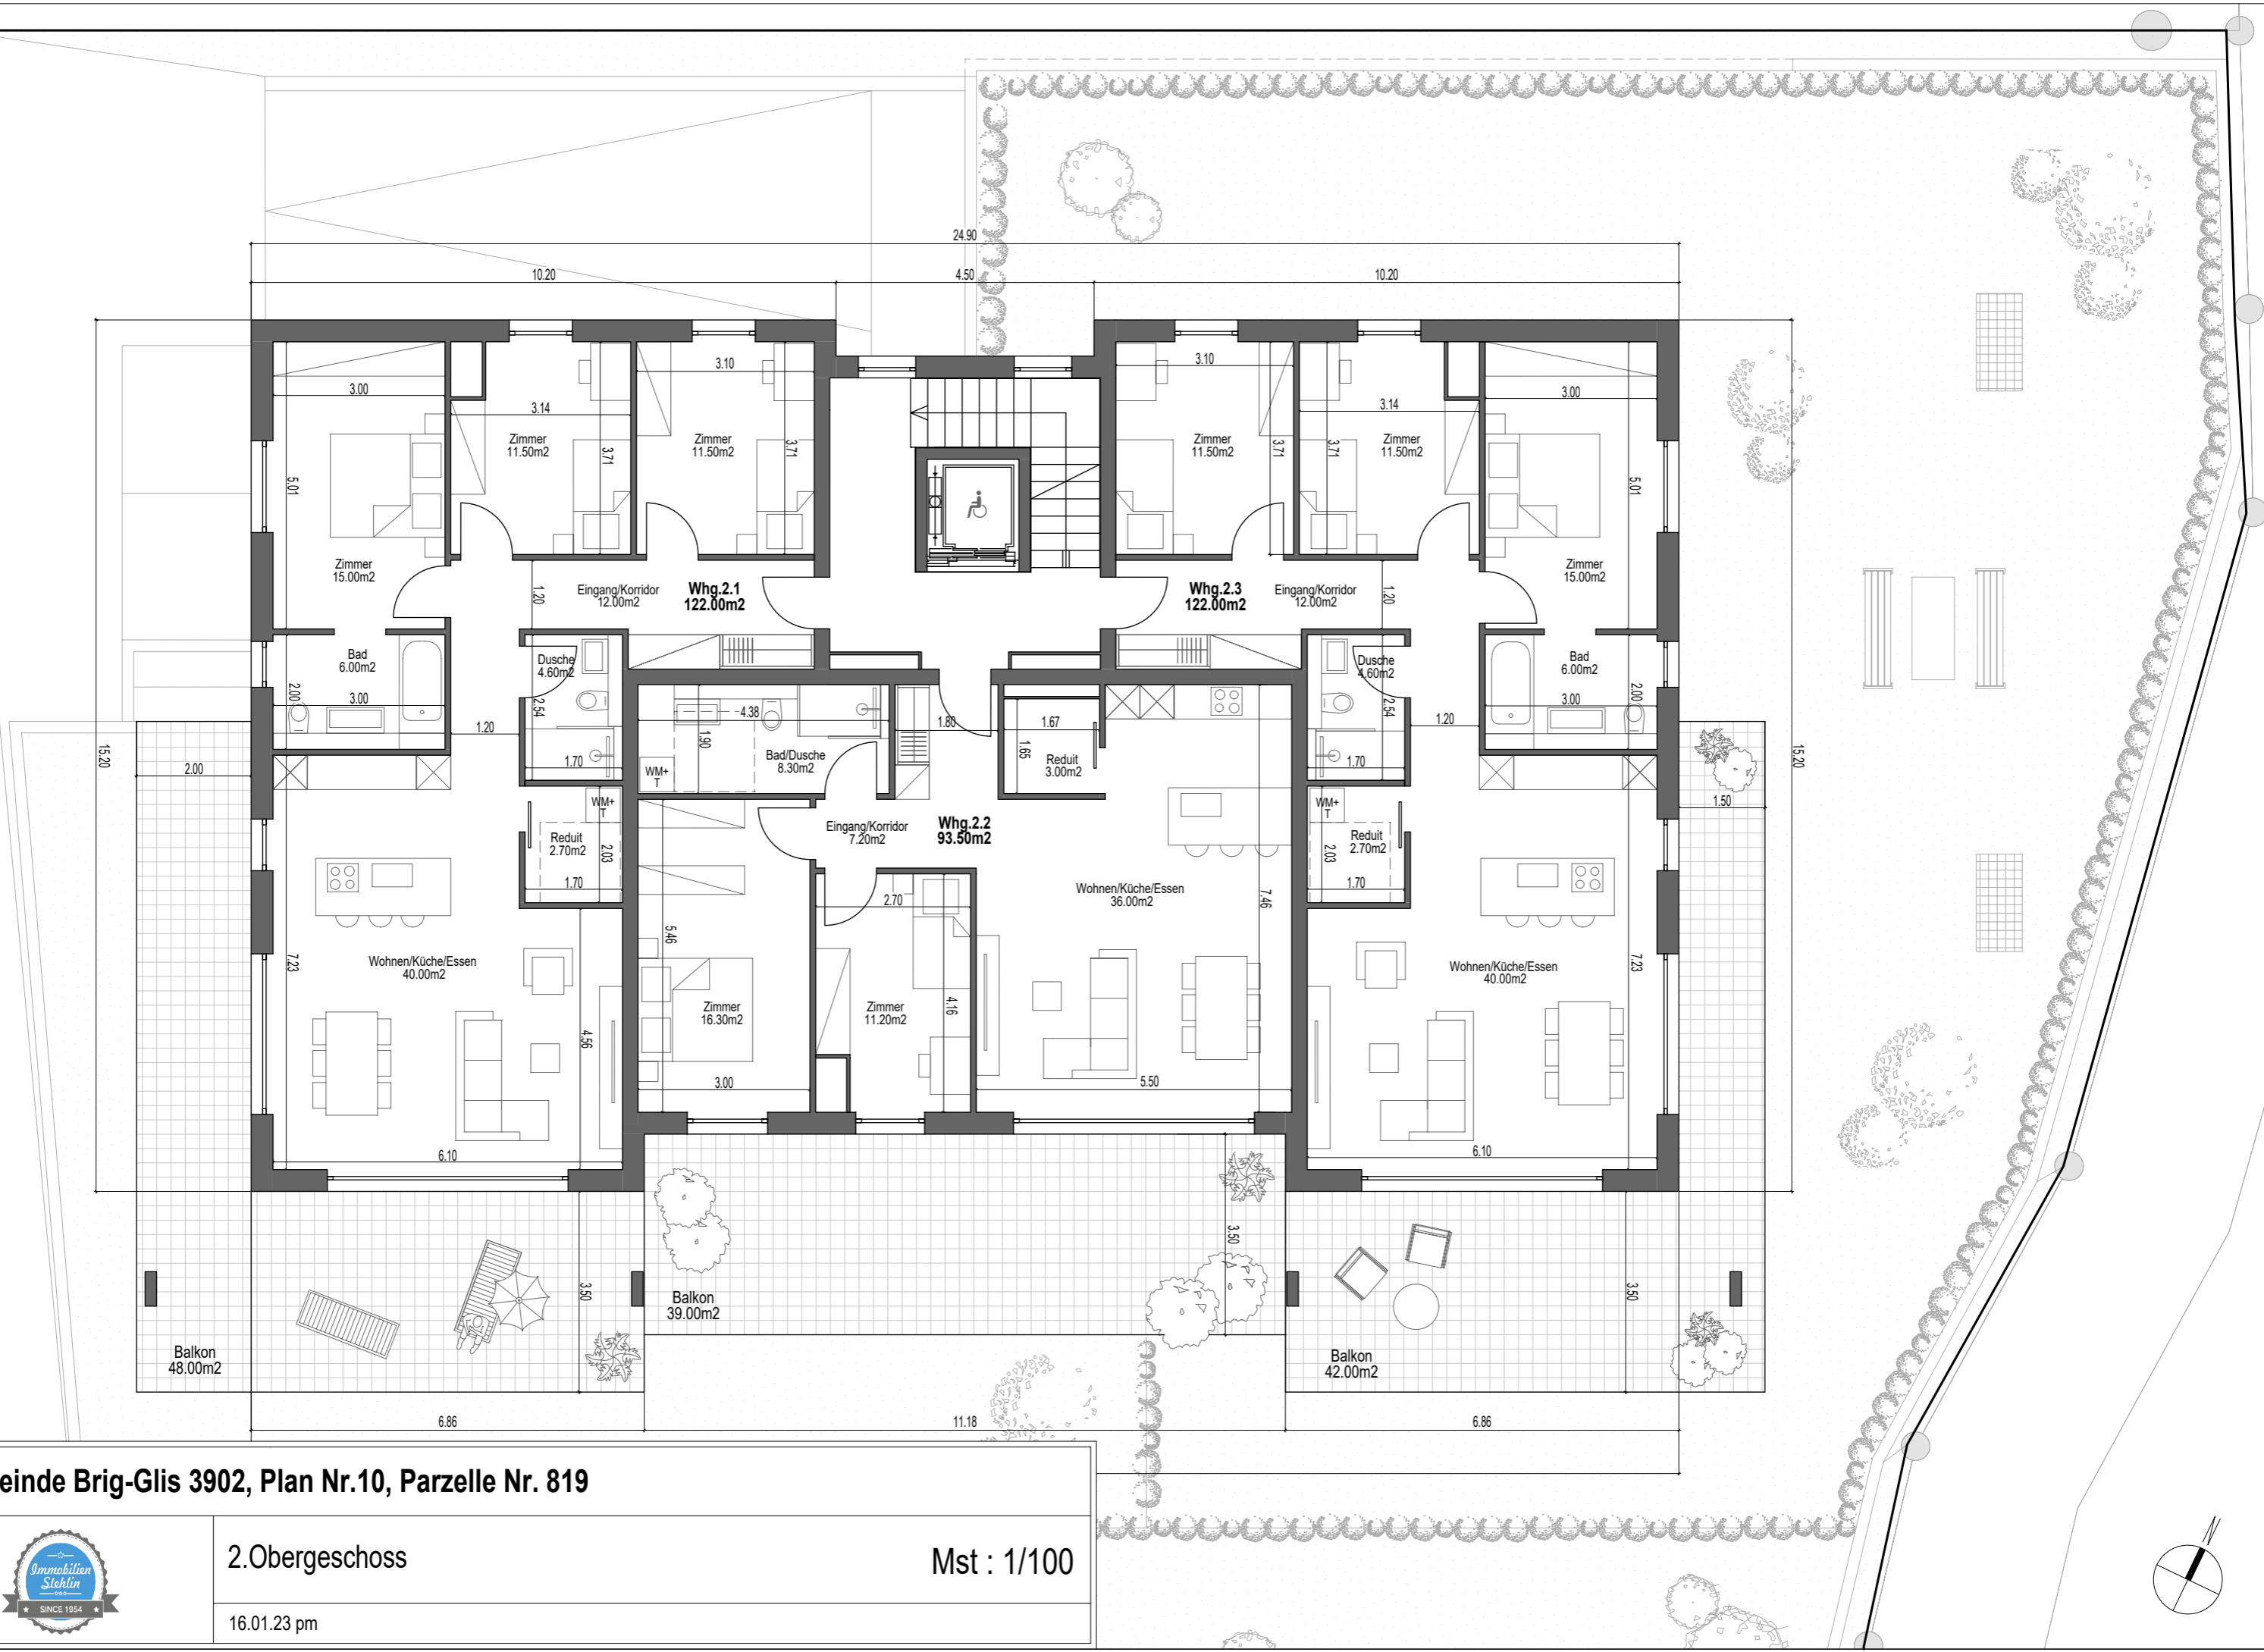 24.90
10.20
4.50
10.20
3.00
3.14
3.10
3.10
3.14
3.00
Zimmer
11.50m2
3.71
Zimmer
11.50m2
3.71
Zimmer
11.50m2
3.71
3.71
Zimmer
11.50m2
5.01
5.01
Zimmer
15.00m2
Zimmer
15.00m2
1.20
Eingang/Korridor
12.00m2
Whg.2.1
122.00m2
Whg.2.3
122.00m2
Eingang/Korridor
12.00m2
1.20
Bad
6.00m2
2.00
3.00
Dusche
4.60m2
2.54
1.20
1.70
Dusche
4.60m2
2.54
1.20
1.70
Bad
6.00m2
2.00
3.00
4.38
1.90
Bad/Dusche
8.30m2
WM+
T
1.80
1.67
1.65
Reduit
3.00m2
15.20
2.00
15.20
1.50
WM+
T
Reduit
2.70m2
2.03
1.70
Eingang/Korridor
7.20m2
Whg.2.2
93.50m2
WM+
T
Reduit
2.70m2
2.03
1.70
2.70
Wohnen/Küche/Essen
36.00m2
7.46
5.46
7.23
Wohnen/Küche/Essen
40.00m2
4.56
Zimmer
16.30m2
Zimmer
11.20m2
4.16
Wohnen/Küche/Essen
40.00m2
7.23
3.00
5.50
6.10
6.10
3.50
3.50
3.50
Balkon
39.00m2
Balkon
48.00m2
Balkon
42.00m2
6.86
11.18
6.86
einde Brig-Glis 3902, Plan Nr.10, Parzelle Nr. 819
Immobilien
Stehlin
SINCE 1954
2.Obergeschoss
Mst : 1/100
16.01.23 pm